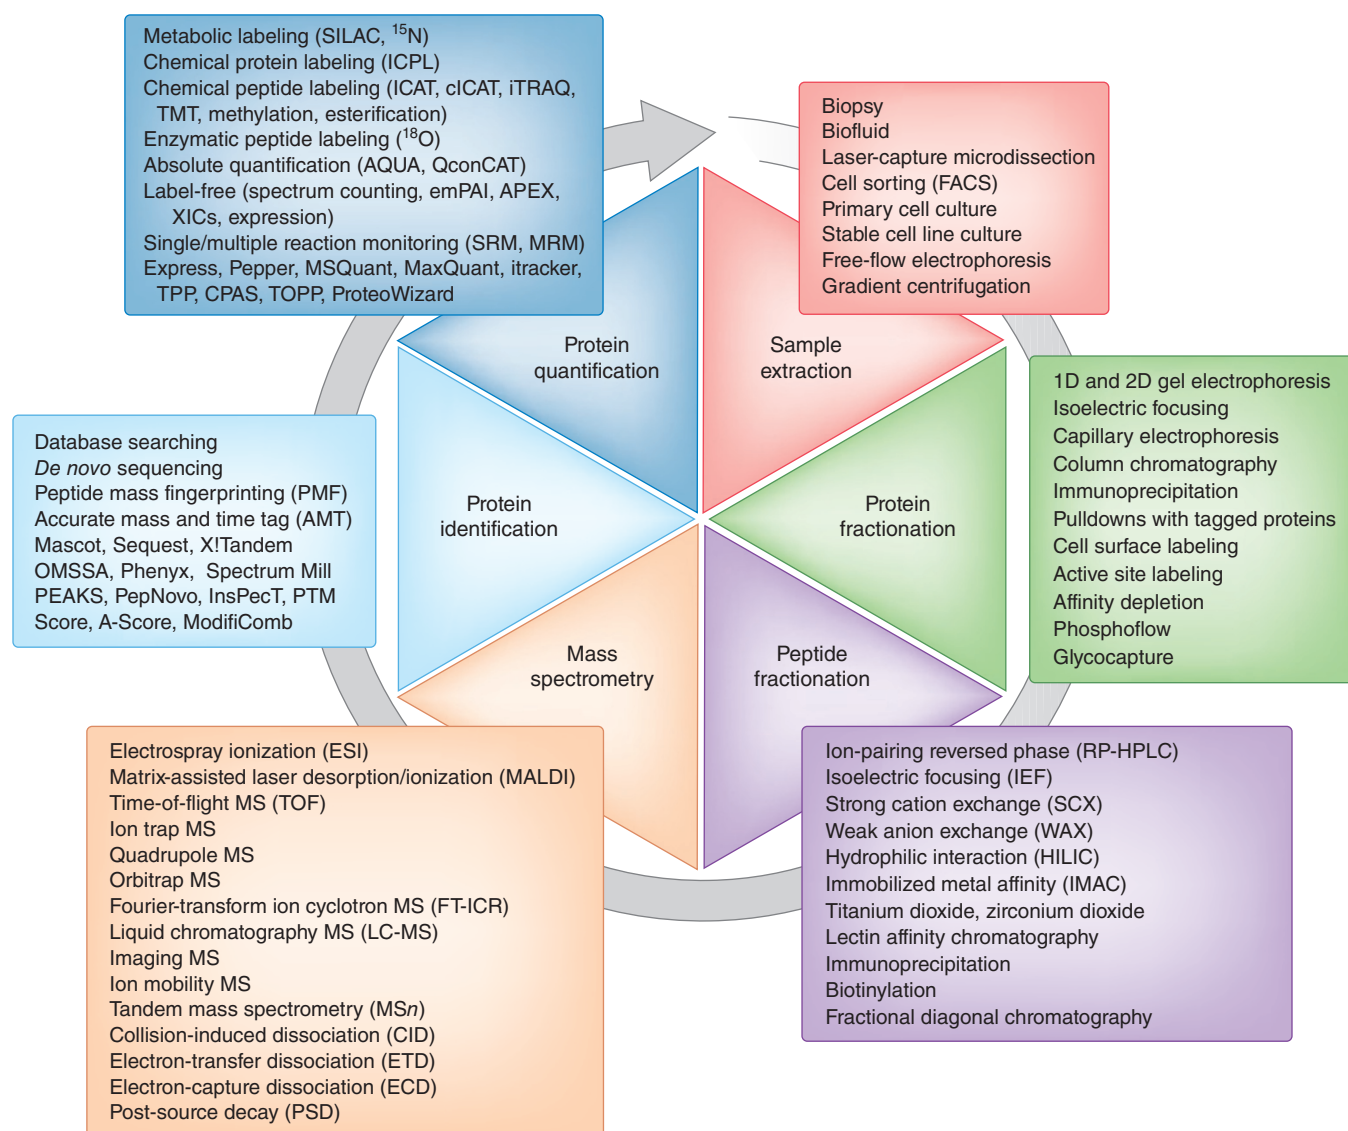 Metabolic labeling (SILAC, ¹⁵N)
Chemical protein labeling (ICPL)
Chemical peptide labeling (ICAT, cICAT, iTRAQ,
TMT, methylation, esterification)
Enzymatic peptide labeling (¹⁸O)
Absolute quantification (AQUA, QconCAT)
Label-free (spectrum counting, emPAI, APEX,
XICs, expression)
Single/multiple reaction monitoring (SRM, MRM)
Express, Pepper, MSQuant, MaxQuant, itracker,
TPP, CPAS, TOPP, ProteoWizard
Biopsy
Biofluid
Laser-capture microdissection
Cell sorting (FACS)
Primary cell culture
Stable cell line culture
Free-flow electrophoresis
Gradient centrifugation
Protein
quantification
Sample
extraction
1D and 2D gel electrophoresis
Isoelectric focusing
Capillary electrophoresis
Column chromatography
Immunoprecipitation
Pulldowns with tagged proteins
Cell surface labeling
Active site labeling
Affinity depletion
Phosphoflow
Glycocapture
Database searching
De novo sequencing
Peptide mass fingerprinting (PMF)
Accurate mass and time tag (AMT)
Mascot, Sequest, X!Tandem
OMSSA, Phenyx, Spectrum Mill
PEAKS, PepNovo, InsPecT, PTM
Score, A-Score, ModifiComb
Protein
identification
Protein
fractionation
Mass
spectrometry
Peptide
fractionation
Electrospray ionization (ESI)
Matrix-assisted laser desorption/ionization (MALDI)
Time-of-flight MS (TOF)
Ion trap MS
Quadrupole MS
Orbitrap MS
Fourier-transform ion cyclotron MS (FT-ICR)
Liquid chromatography MS (LC-MS)
Imaging MS
Ion mobility MS
Tandem mass spectrometry (MSn)
Collision-induced dissociation (CID)
Electron-transfer dissociation (ETD)
Electron-capture dissociation (ECD)
Post-source decay (PSD)
Ion-pairing reversed phase (RP-HPLC)
Isoelectric focusing (IEF)
Strong cation exchange (SCX)
Weak anion exchange (WAX)
Hydrophilic interaction (HILIC)
Immobilized metal affinity (IMAC)
Titanium dioxide, zirconium dioxide
Lectin affinity chromatography
Immunoprecipitation
Biotinylation
Fractional diagonal chromatography